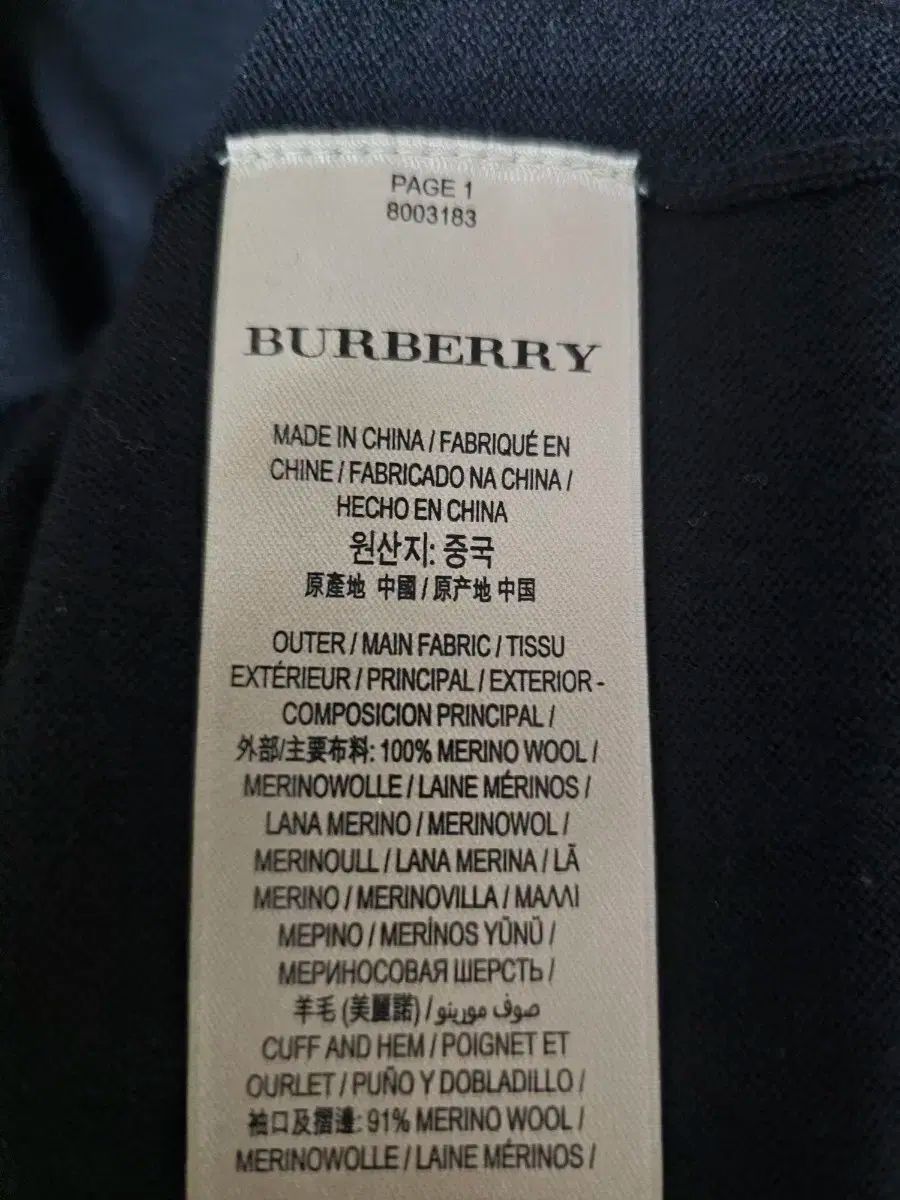 PAGE 1
8003183
BURBERRY
MADE IN CHINA / FABRIQUÉ EN
CHINE / FABRICADO NA CHINA /
HECHO EN CHINA
원산지: 중국
原產地 中國 / 原产地 中国
OUTER / MAIN FABRIC / TISSU
EXTÉRIEUR / PRINCIPAL / EXTERIOR -
COMPOSICION PRINCIPAL /
外部/主要布料: 100% MERINO WOOL /
MERINOWOLLE / LAINE MÉRINOS /
LANA MERINO / MERINOWOL /
MERINOULL / LANA MERINA / LÃ
MERINO / MERINOVILLA / ΜΑΛΛΙ
ΜΕΡΙΝΟ / MERİNOS YÜNÜ /
МЕРИНОСОВАЯ ШЕРСТЬ /
羊毛 (美麗諾) / صوف مورينو
CUFF AND HEM / POIGNET ET
OURLET / PUÑO Y DOBLADILLO /
袖口及摺邊: 91% MERINO WOOL /
MERINOWOLLE / LAINE MÉRINOS /